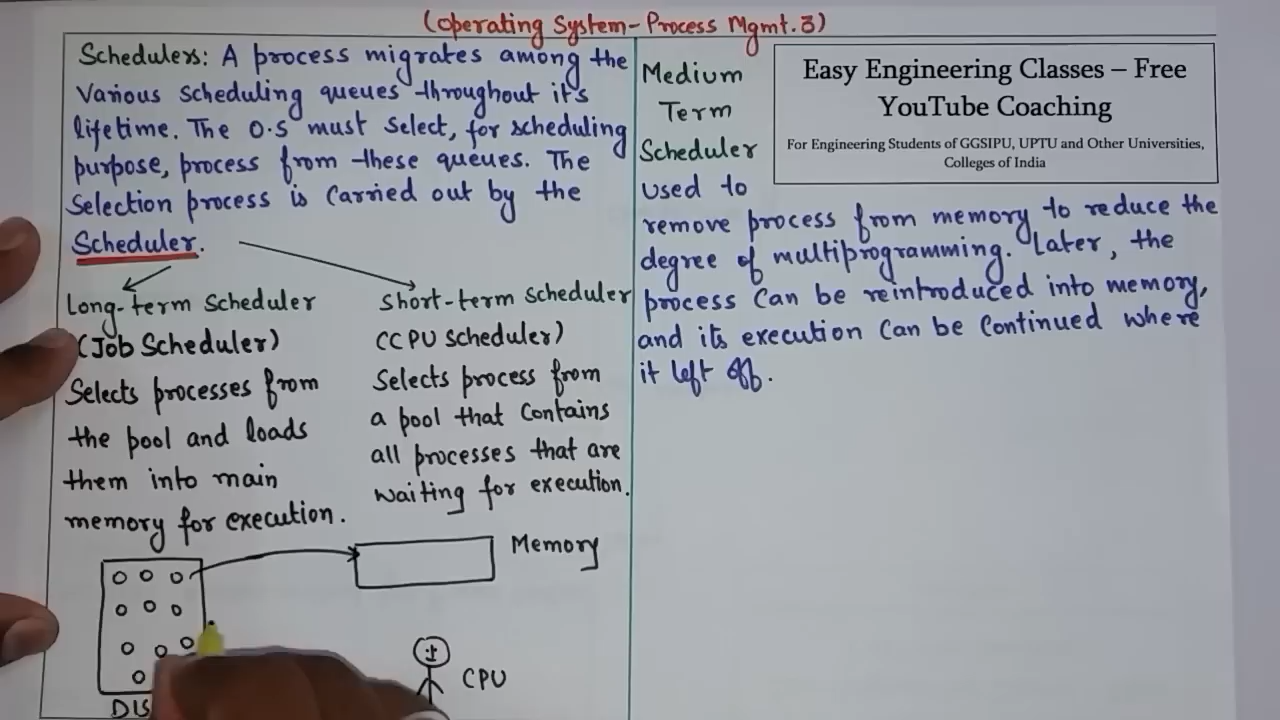 (Operating System - Process Mgmt. 3)
Schedulers: A process migrates among the
various scheduling queues throughout it's
lifetime. The O.S must select, for scheduling
purpose, process from these queues. The
Selection process is carried out by the
Scheduler.
Long-term Scheduler
(Job Scheduler)
Selects processes from
the pool and loads
them into main
memory for execution.
Short-term Scheduler
(CPU Scheduler)
Selects process from
a pool that contains
all processes that are
waiting for execution.
Memory
CPU
Medium
Term
Scheduler
used to
remove process from memory to reduce the
degree of multiprogramming. Later, the
process can be reintroduced into memory,
and its execution can be continued where
it left off.
Easy Engineering Classes – Free
YouTube Coaching
For Engineering Students of GGSIPU, UPTU and Other Universities,
Colleges of India